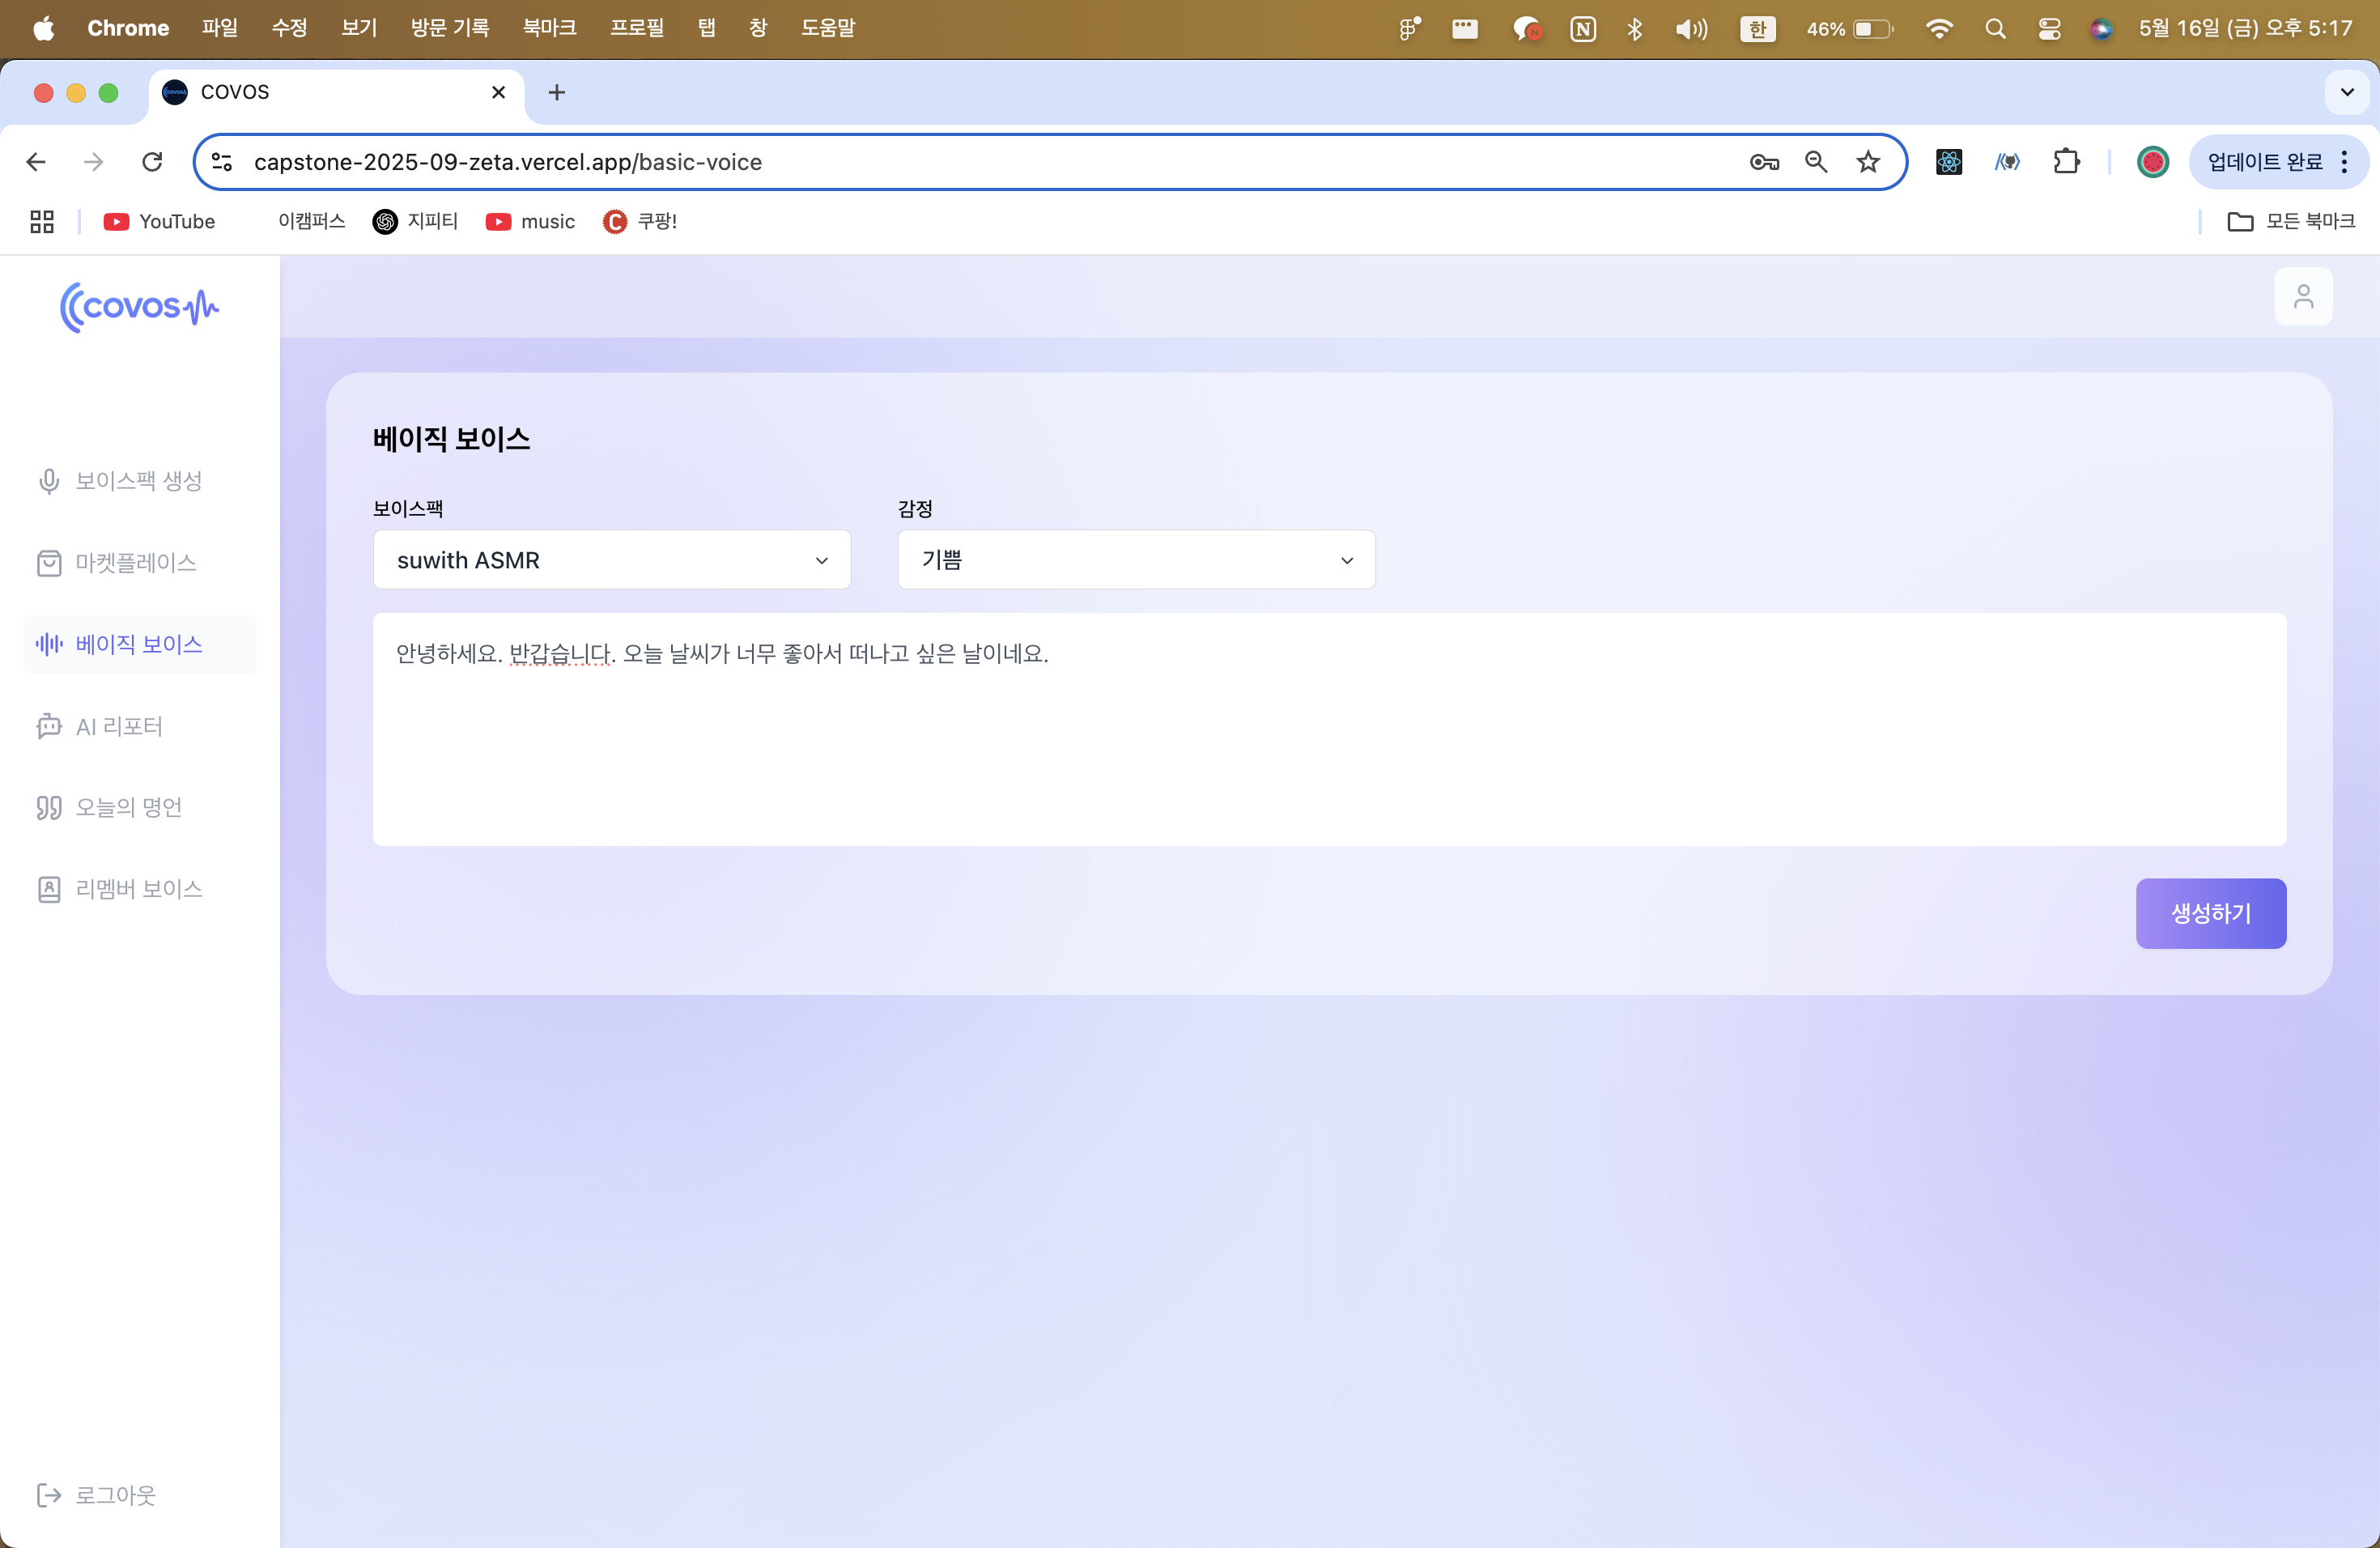 Chrome 파일 수정 보기 방문 기록 북마크 프로필 탭 창 도움말 N N 한 46% 5월 16일 (금) 오후 5:17
COVOS
capstone-2025-09-zeta.vercel.app/basic-voice 업데이트 완료
YouTube 이캠퍼스 지피티 music C 쿠팡! 모든 북마크
covos
베이직 보이스
보이스팩 감정
suwith ASMR 기쁨
안녕하세요. 반갑습니다. 오늘 날씨가 너무 좋아서 떠나고 싶은 날이네요.
생성하기
보이스팩 생성
마켓플레이스
베이직 보이스
AI 리포터
오늘의 명언
리멤버 보이스
로그아웃